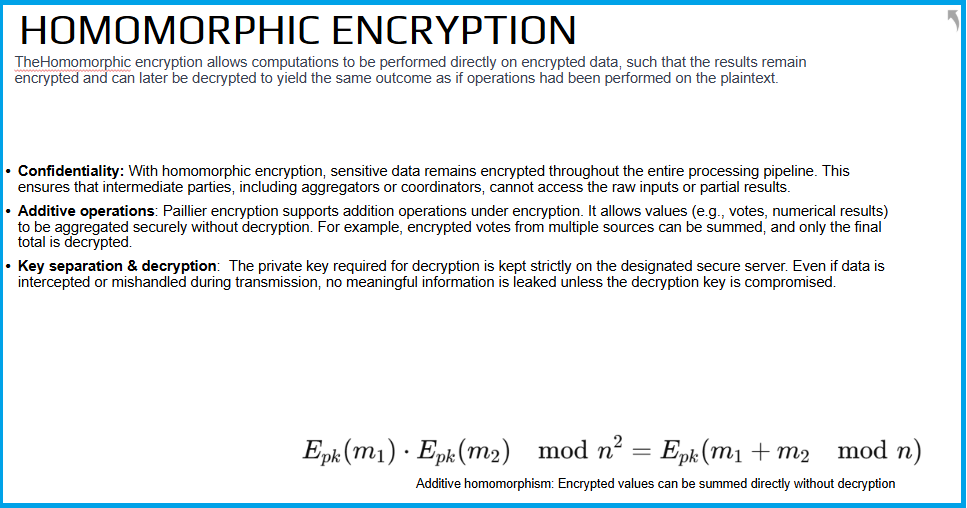 HOMOMORPHIC ENCRYPTION
TheHomomorphic encryption allows computations to be performed directly on encrypted data, such that the results remain
encrypted and can later be decrypted to yield the same outcome as if operations had been performed on the plaintext.
• Confidentiality: With homomorphic encryption, sensitive data remains encrypted throughout the entire processing pipeline. This
ensures that intermediate parties, including aggregators or coordinators, cannot access the raw inputs or partial results.
• Additive operations: Paillier encryption supports addition operations under encryption. It allows values (e.g., votes, numerical results)
to be aggregated securely without decryption. For example, encrypted votes from multiple sources can be summed, and only the final
total is decrypted.
• Key separation & decryption:  The private key required for decryption is kept strictly on the designated secure server. Even if data is
intercepted or mishandled during transmission, no meaningful information is leaked unless the decryption key is compromised.
E_{pk}(m_1) · E_{pk}(m_2)  mod n^2 = E_{pk}(m_1 + m_2  mod n)
Additive homomorphism: Encrypted values can be summed directly without decryption